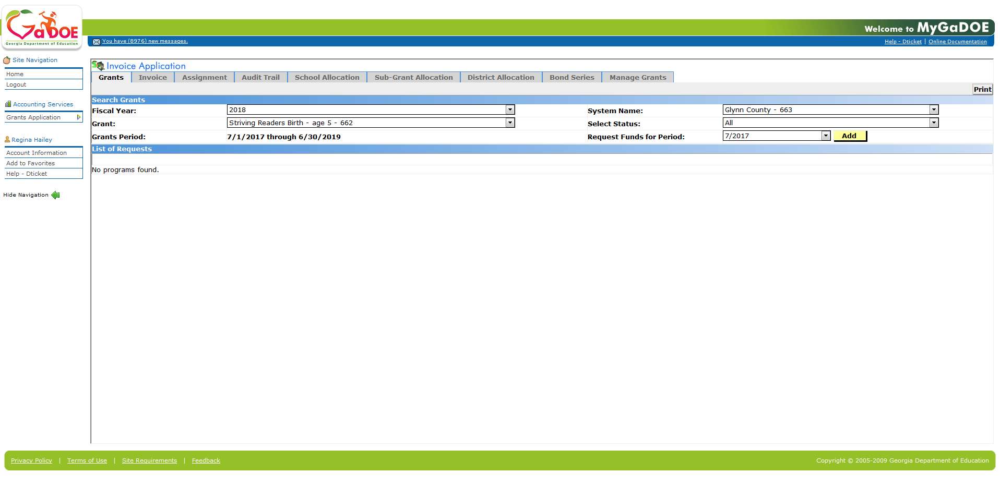 GaDOE
Georgia Department of Education
Welcome to MyGaDOE
You have (8976) new messages.
Help - Dticket | Online Documentation
Site Navigation
Home
Logout
Accounting Services
Grants Application
Regina Hailey
Account Information
Add to Favorites
Help - Dticket
Hide Navigation
Invoice Application
Grants Invoice Assignment Audit Trail School Allocation Sub-Grant Allocation District Allocation Bond Series Manage Grants
Print
Search Grants
Fiscal Year: 2018 System Name: Glynn County - 663
Grant: Striving Readers Birth - age 5 - 662 Select Status: All
Grants Period: 7/1/2017 through 6/30/2019 Request Funds for Period: 7/2017 Add
List of Requests
No programs found.
Privacy Policy | Terms of Use | Site Requirements | Feedback
Copyright © 2005-2009 Georgia Department of Education